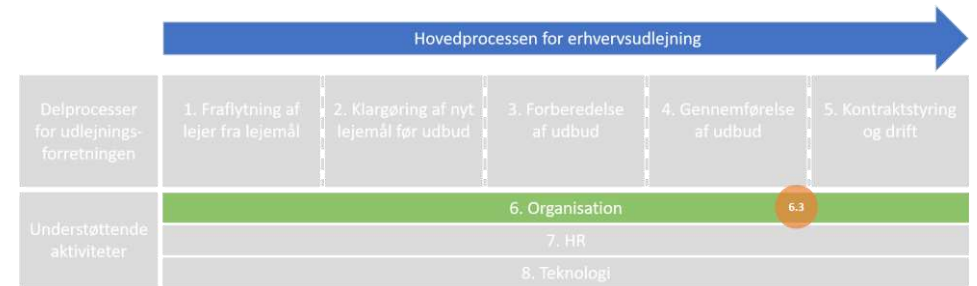 Hovedprocessen for erhvervsudlejning
Delprocesser
for udlejnings-
forretningen
1. Fraflytning af
lejer fra lejemål
2. Klargøring af nyt
lejemål før udbud
3. Forberedelse
af udbud
4. Gennemførelse
af udbud
5. Kontraktstyring
og drift
Understøttende
aktiviteter
6. Organisation
6.3
7. HR
8. Teknologi